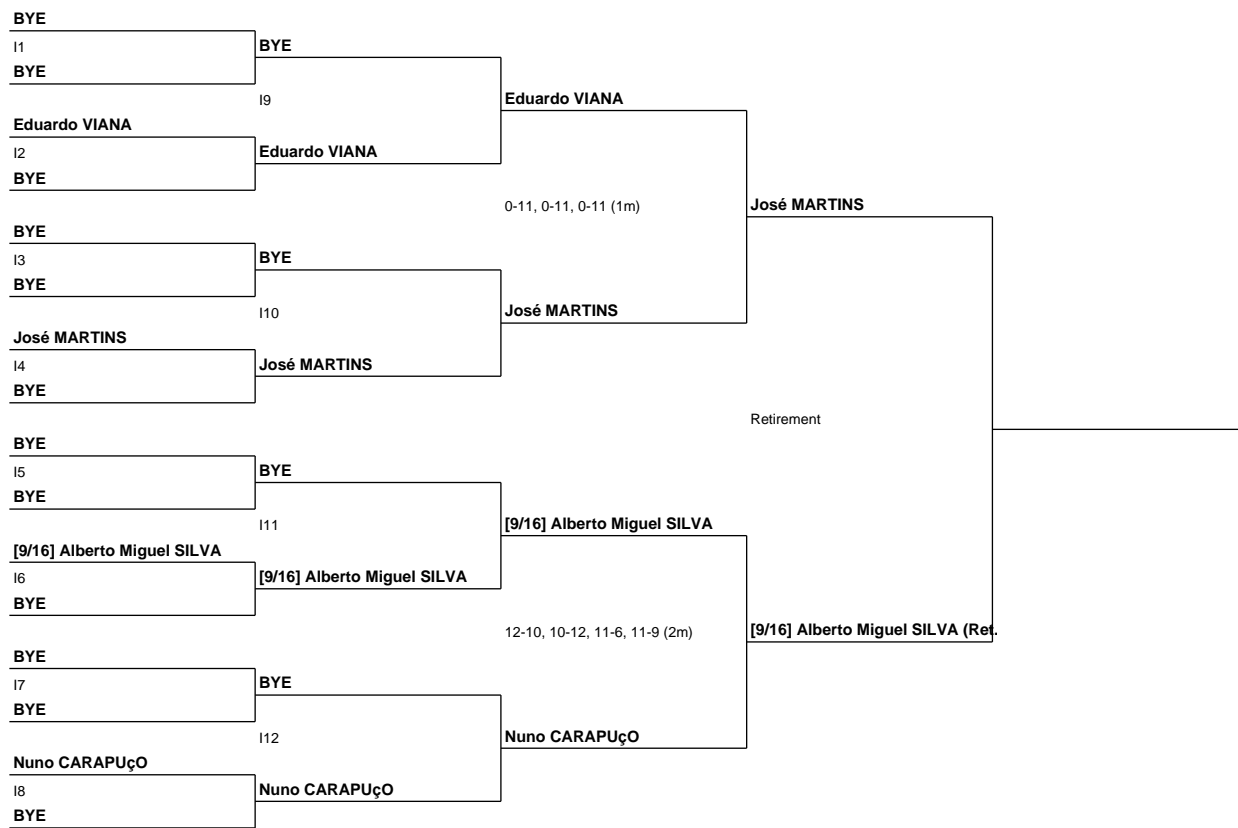 BYE
I1
BYE
BYE
I9
Eduardo VIANA
Eduardo VIANA
I2
Eduardo VIANA
BYE
0-11, 0-11, 0-11 (1m)
José MARTINS
BYE
I3
BYE
BYE
I10
José MARTINS
José MARTINS
I4
José MARTINS
BYE
Retirement
BYE
I5
BYE
BYE
I11
[9/16] Alberto Miguel SILVA
[9/16] Alberto Miguel SILVA
I6
[9/16] Alberto Miguel SILVA
BYE
12-10, 10-12, 11-6, 11-9 (2m)
[9/16] Alberto Miguel SILVA (Ret.
BYE
I7
BYE
BYE
I12
Nuno CARAPUçO
Nuno CARAPUçO
I8
Nuno CARAPUçO
BYE